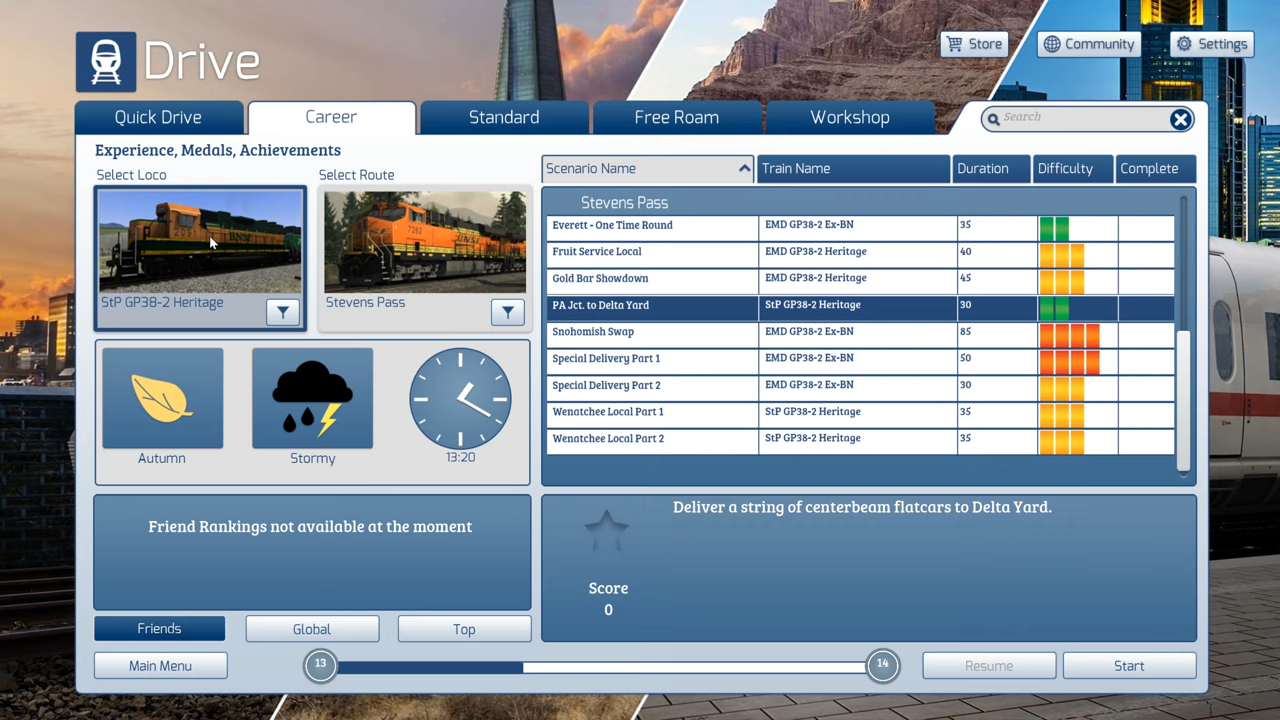 Drive
Store
Community
Settings
Quick Drive
Career
Standard
Free Roam
Workshop
Search
Experience, Medals, Achievements
Select Loco
Select Route
StP GP38-2 Heritage
Stevens Pass
Autumn
Stormy
13:20
Scenario Name Train Name Duration Difficulty Complete
Stevens Pass
Everett - One Time Round EMD GP38-2 Ex-BN 35
Fruit Service Local EMD GP38-2 Heritage 40
Gold Bar Showdown EMD GP38-2 Heritage 45
PA Jct. to Delta Yard StP GP38-2 Heritage 30
Snohomish Swap EMD GP38-2 Ex-BN 85
Special Delivery Part 1 EMD GP38-2 Ex-BN 50
Special Delivery Part 2 EMD GP38-2 Ex-BN 30
Wenatchee Local Part 1 StP GP38-2 Heritage 35
Wenatchee Local Part 2 StP GP38-2 Heritage 35
Friend Rankings not available at the moment
Deliver a string of centerbeam flatcars to Delta Yard.
Score
0
Friends
Global
Top
Main Menu
13
14
Resume
Start